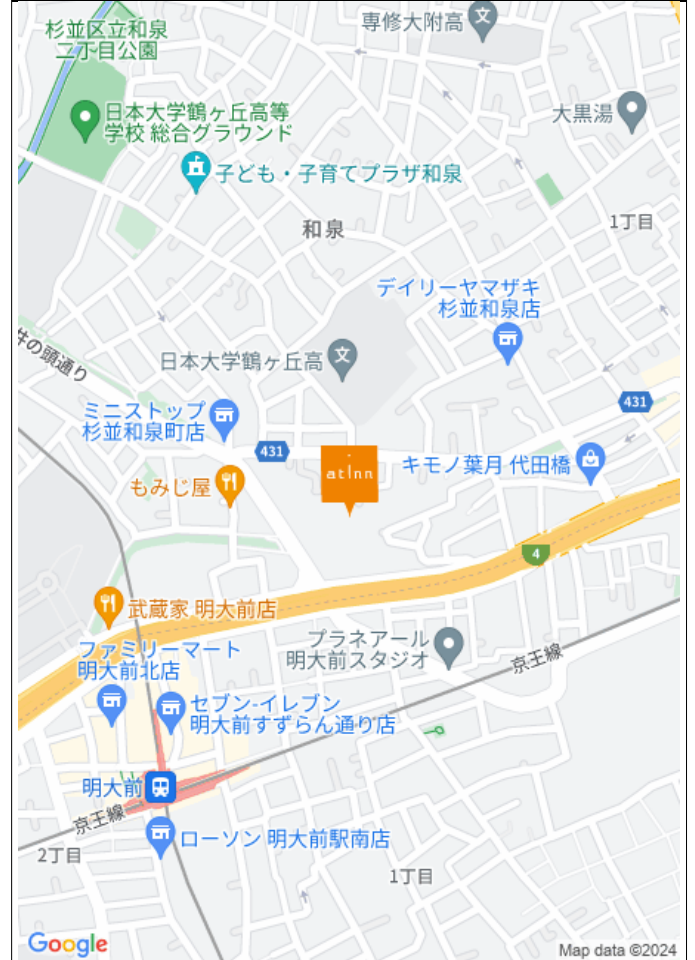 専修大附高
杉並区立和泉
二丁目公園
日本大学鶴ヶ丘高等
学校 総合グラウンド
大黒湯
子ども・子育てプラザ和泉
1丁目
和泉
デイリーヤマザキ
杉並和泉店
井の頭通り
日本大学鶴ヶ丘高
431
ミニストップ
杉並和泉町店
431
atinn
キモノ葉月 代田橋
もみじ屋
4
武蔵家 明大前店
プラネアール
明大前スタジオ
ファミリーマート
明大前北店
京王線
セブン-イレブン
明大前すずらん通り店
明大前
京王線
ローソン 明大前駅南店
2丁目
1丁目
Google
Map data ©2024